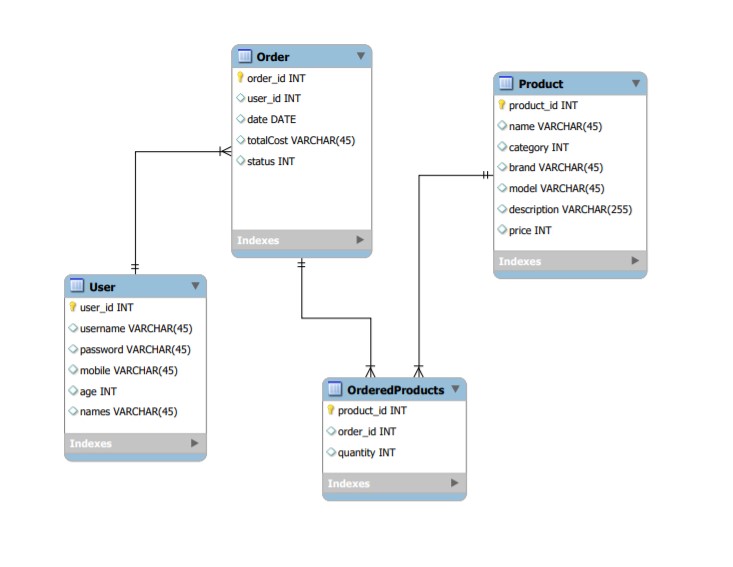 Order
order_id INT
user_id INT
date DATE
totalCost VARCHAR(45)
status INT
Indexes
Product
product_id INT
name VARCHAR(45)
category INT
brand VARCHAR(45)
model VARCHAR(45)
description VARCHAR(255)
price INT
Indexes
User
user_id INT
username VARCHAR(45)
password VARCHAR(45)
mobile VARCHAR(45)
age INT
names VARCHAR(45)
Indexes
OrderedProducts
product_id INT
order_id INT
quantity INT
Indexes